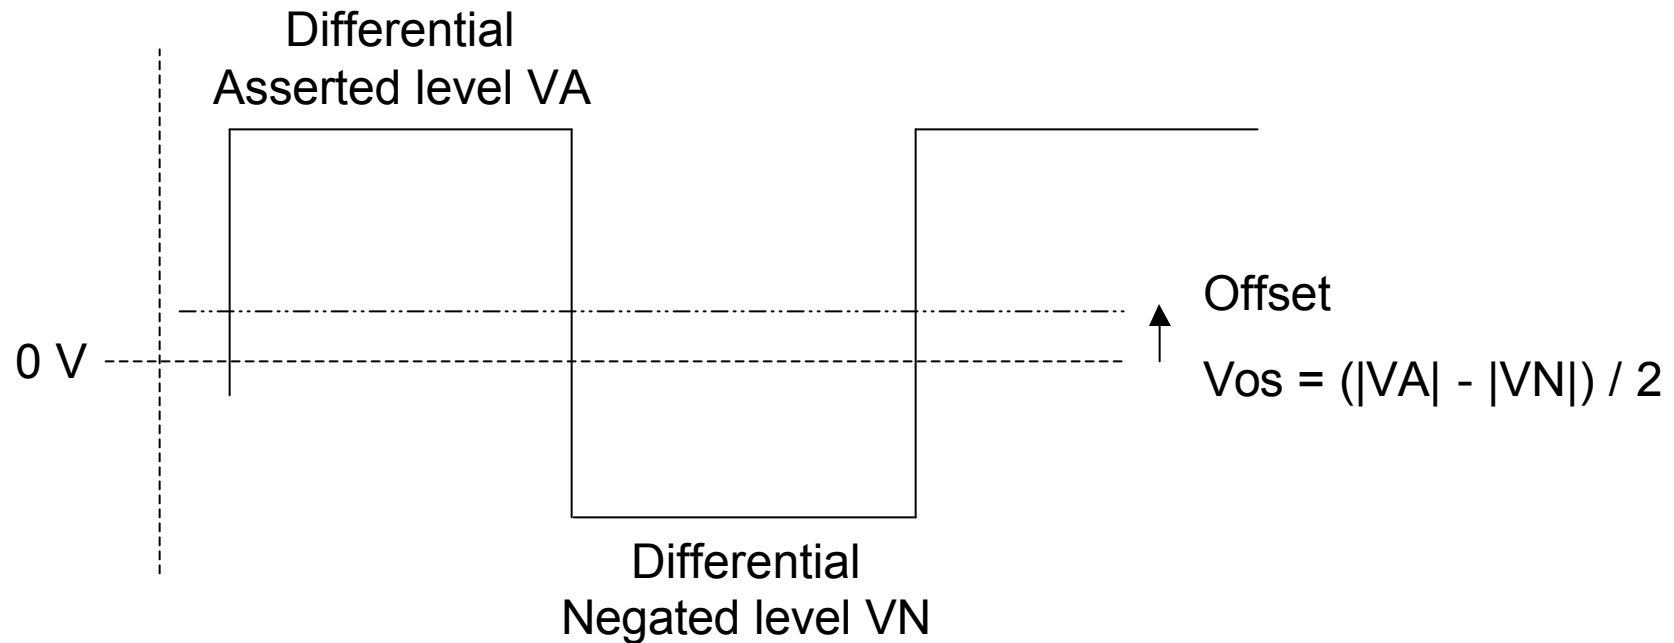 Differential
Asserted level VA
Offset
0 V
Vos = (|VA| - |VN|) / 2
Differential
Negated level VN